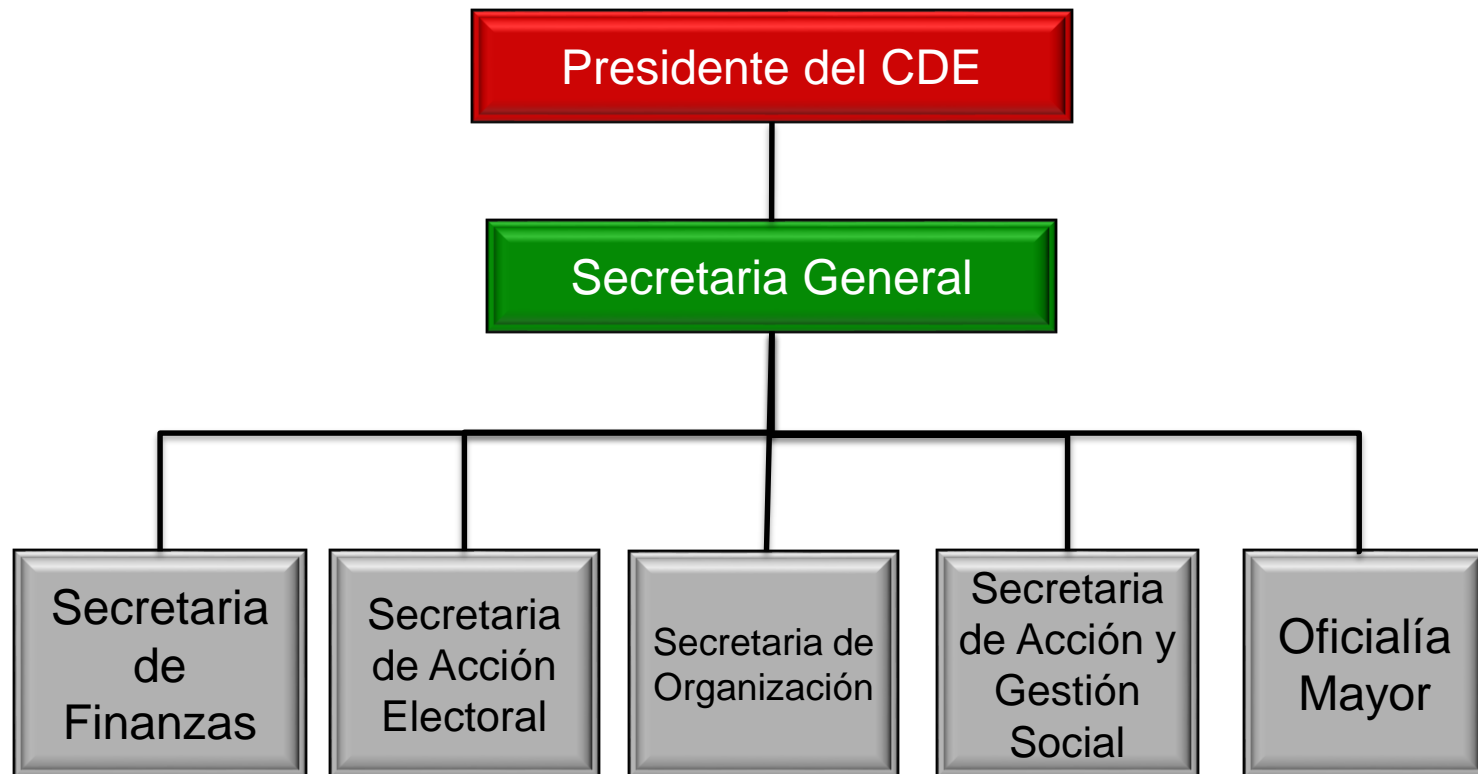 Presidente del CDE
Secretaria General
Secretaria
de
Finanzas
Secretaria
de Acción
Electoral
Secretaria de
Organización
Secretaria
de Acción y
Gestión
Social
Oficialía
Mayor